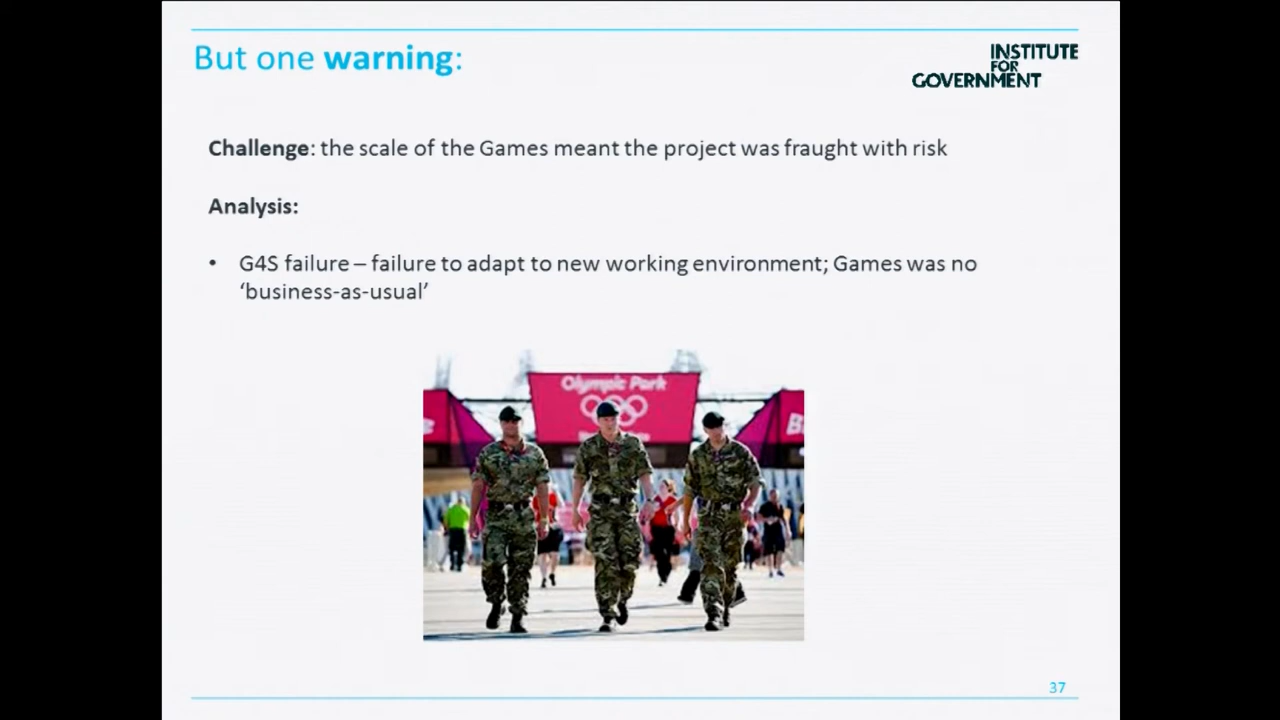 But one warning:
INSTITUTE
FOR
GOVERNMENT
Challenge: the scale of the Games meant the project was fraught with risk
Analysis:
• G4S failure – failure to adapt to new working environment; Games was no
‘business-as-usual’
Olympic Park
37